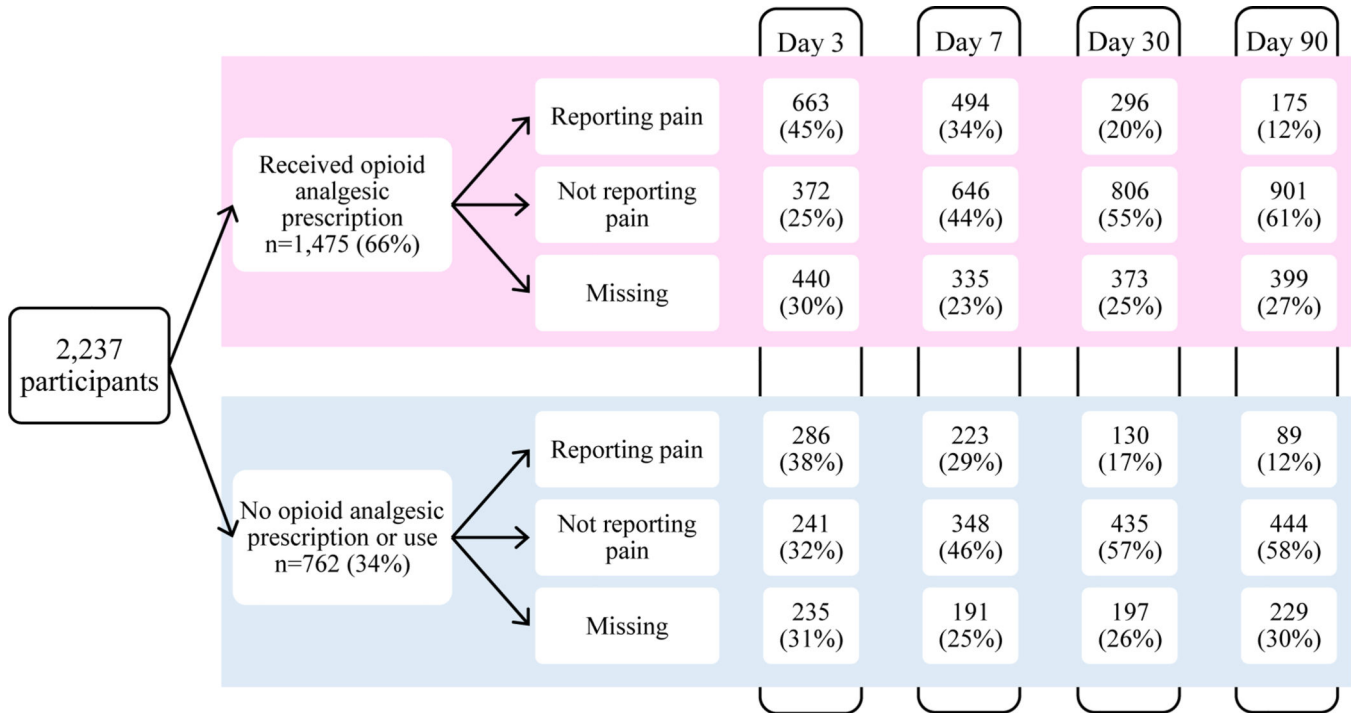 Day 3 Day 7 Day 30 Day 90
2,237
participants
Received opioid
analgesic
prescription
n=1,475 (66%)
Reporting pain
663
(45%)
494
(34%)
296
(20%)
175
(12%)
Not reporting
pain
372
(25%)
646
(44%)
806
(55%)
901
(61%)
Missing
440
(30%)
335
(23%)
373
(25%)
399
(27%)
No opioid analgesic
prescription or use
n=762 (34%)
Reporting pain
286
(38%)
223
(29%)
130
(17%)
89
(12%)
Not reporting
pain
241
(32%)
348
(46%)
435
(57%)
444
(58%)
Missing
235
(31%)
191
(25%)
197
(26%)
229
(30%)